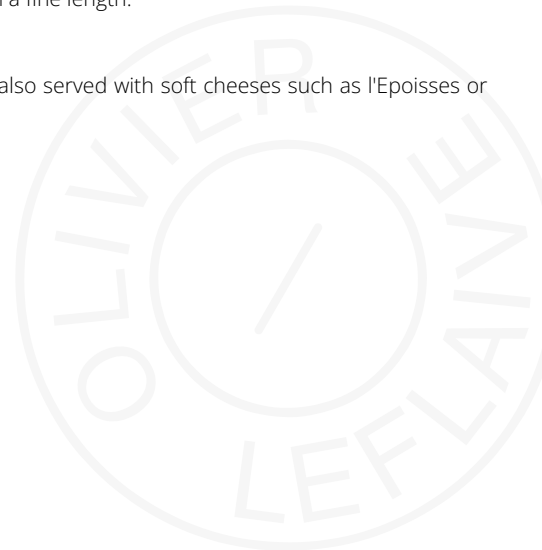 a fine length.
also served with soft cheeses such as l'Epoisses or
OLIVIER LEFLAIVE